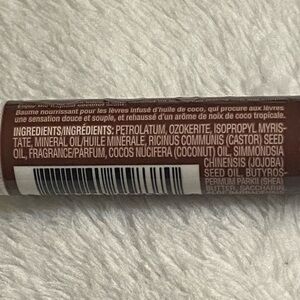 Baume nourrissant pour les lèvres infusé d'huile de coco, qui procure aux lèvres
une sensation douce et souple, et rehaussé d'un arôme de noix de coco tropicale.
INGREDIENTS/INGRÉDIENTS: PETROLATUM, OZOKERITE, ISOPROPYL MYRIS-
TATE, MINERAL OIL/HUILE MINÉRALE, RICINUS COMMUNIS (CASTOR) SEED
OIL, FRAGRANCE/PARFUM, COCOS NUCIFERA (COCONUT) OIL, SIMMONDSIA
CHINENSIS (JOJOBA)
SEED OIL, BUTYROS-
PERMUM PARKII (SHEA)
BUTTER, SACCHARIN